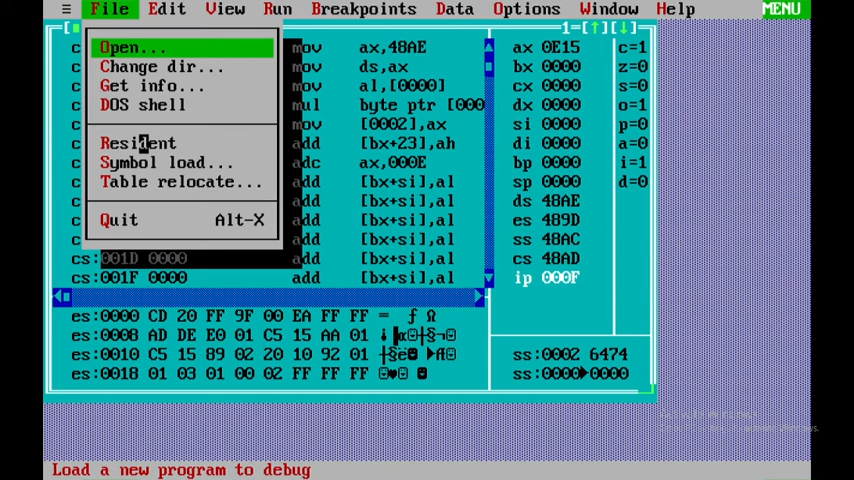 ≡ File Edit View Run Breakpoints Data Options Window Help MENU
1=[↑][↓]
Open...
Change dir...
Get info...
DOS shell
Resident
Symbol load...
Table relocate...
Quit Alt-X
mov ax,48AE
mov ds,ax
mov al,[0000]
mul byte ptr [000
mov [0002],ax
add [bx+23],ah
adc ax,000E
add [bx+si],al
add [bx+si],al
add [bx+si],al
add [bx+si],al
cs:001D 0000 add [bx+si],al
cs:001F 0000 add [bx+si],al
ax 0E15 c=1
bx 0000 z=0
cx 0000 s=0
dx 0000 o=1
si 0000 p=0
di 0000 a=0
bp 0000 i=1
sp 0000 d=0
ds 48AE
es 489D
ss 48AC
cs 48AD
ip 000F
es:0000 CD 20 FF 9F 00 EA FF FF = ƒ Ω
es:0008 AD DE E0 01 C5 15 AA 01
es:0010 C5 15 89 02 20 10 92 01
es:0018 01 03 01 00 02 FF FF FF
ss:0002 6474
ss:0000▶0000
Load a new program to debug